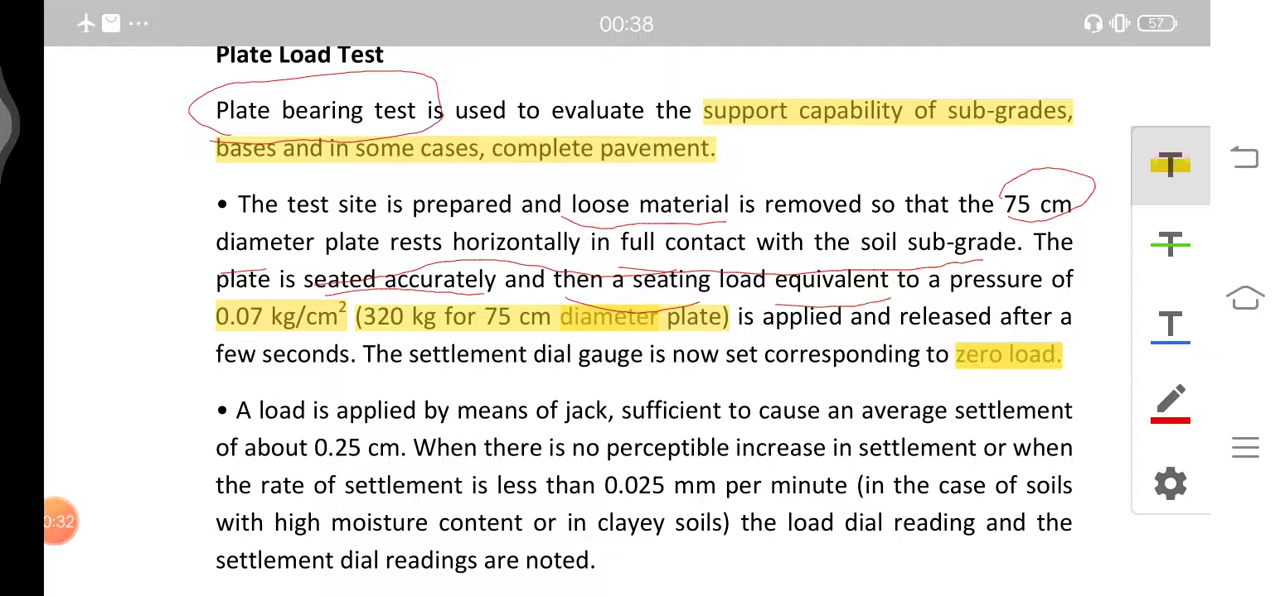 00:38
57
Plate Load Test
Plate bearing test is used to evaluate the support capability of sub-grades,
bases and in some cases, complete pavement.
• The test site is prepared and loose material is removed so that the 75 cm
diameter plate rests horizontally in full contact with the soil sub-grade. The
plate is seated accurately and then a seating load equivalent to a pressure of
0.07 kg/cm² (320 kg for 75 cm diameter plate) is applied and released after a
few seconds. The settlement dial gauge is now set corresponding to zero load.
• A load is applied by means of jack, sufficient to cause an average settlement
of about 0.25 cm. When there is no perceptible increase in settlement or when
the rate of settlement is less than 0.025 mm per minute (in the case of soils
with high moisture content or in clayey soils) the load dial reading and the
settlement dial readings are noted.
0:32
T
T
T